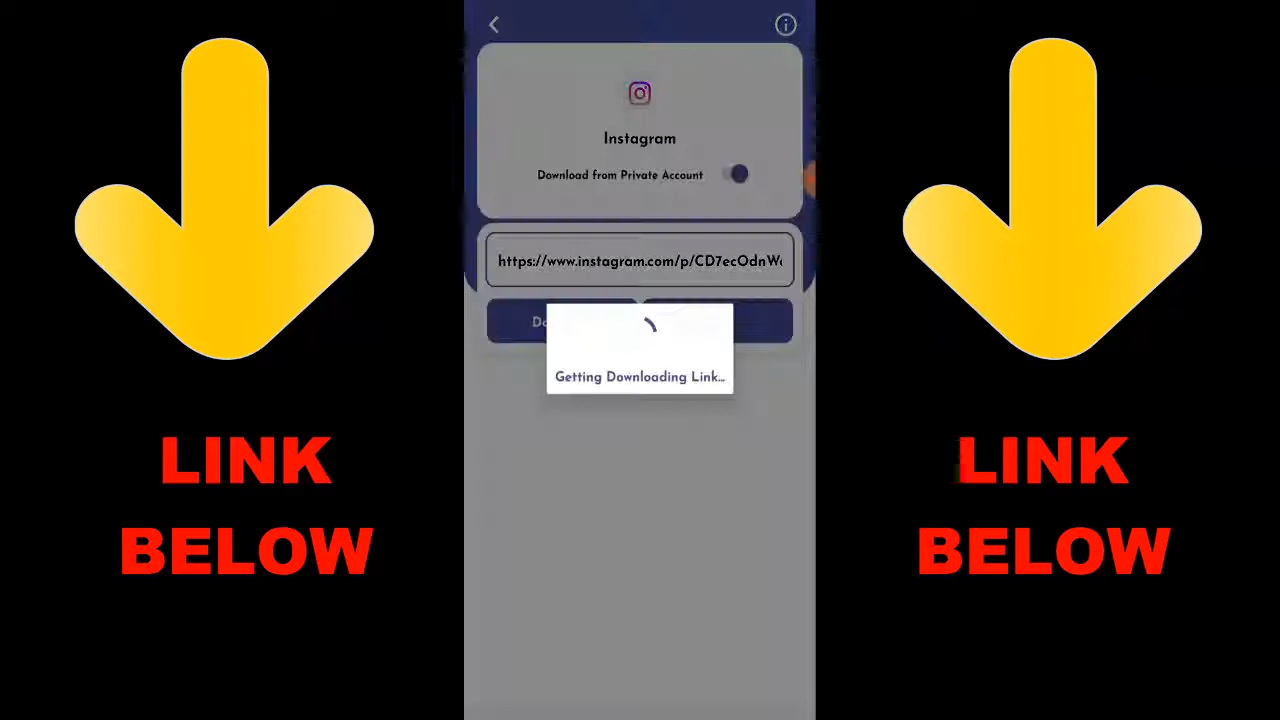 Instagram
Download from Private Account
https://www.instagram.com/p/CD7ecOdnW
Getting Downloading Link...
LINK
BELOW
LINK
BELOW